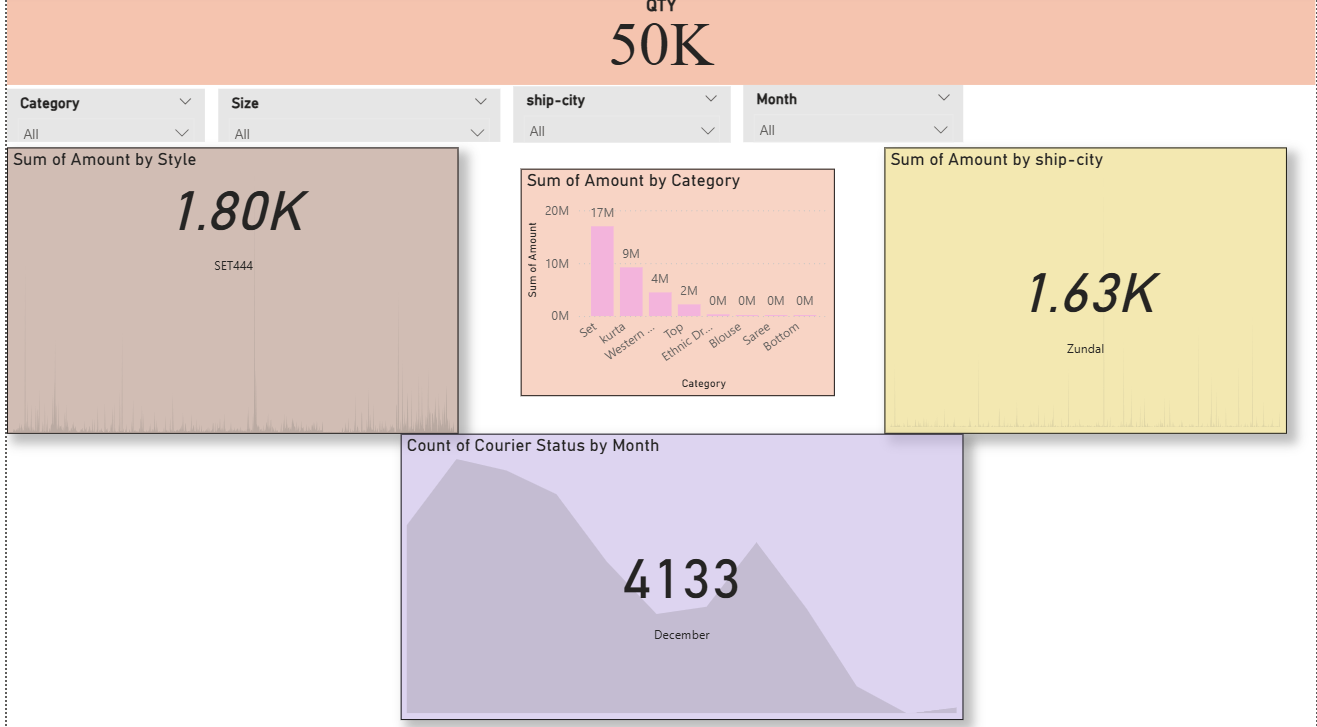 QTY
50K
Category
All
Size
All
ship-city
All
Month
All
Sum of Amount by Style
1.80K
SET444
Sum of Amount by Category
Sum of Amount
20M
10M
0M
17M
9M
4M
2M
0M
0M
0M
0M
Set
kurta
Western ...
Top
Ethnic Dr...
Blouse
Saree
Bottom
Category
Sum of Amount by ship-city
1.63K
Zundal
Count of Courier Status by Month
4133
December